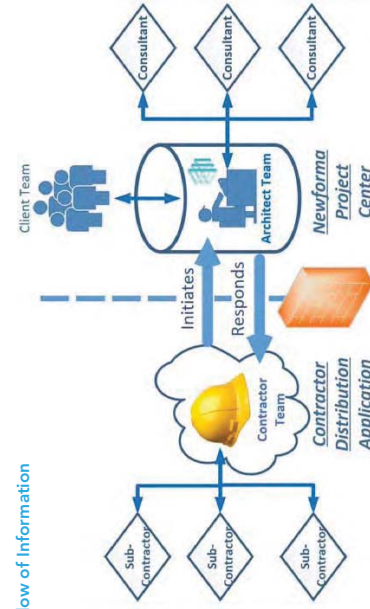 low of Information
Client Team
Initiates
Responds
Architect Team
Contractor
Team
Sub-
Contractor
Sub-
Contractor
Sub-
Contractor
Consultant
Consultant
Consultant
Contractor
Distribution
Application
Newforma
Project
Center